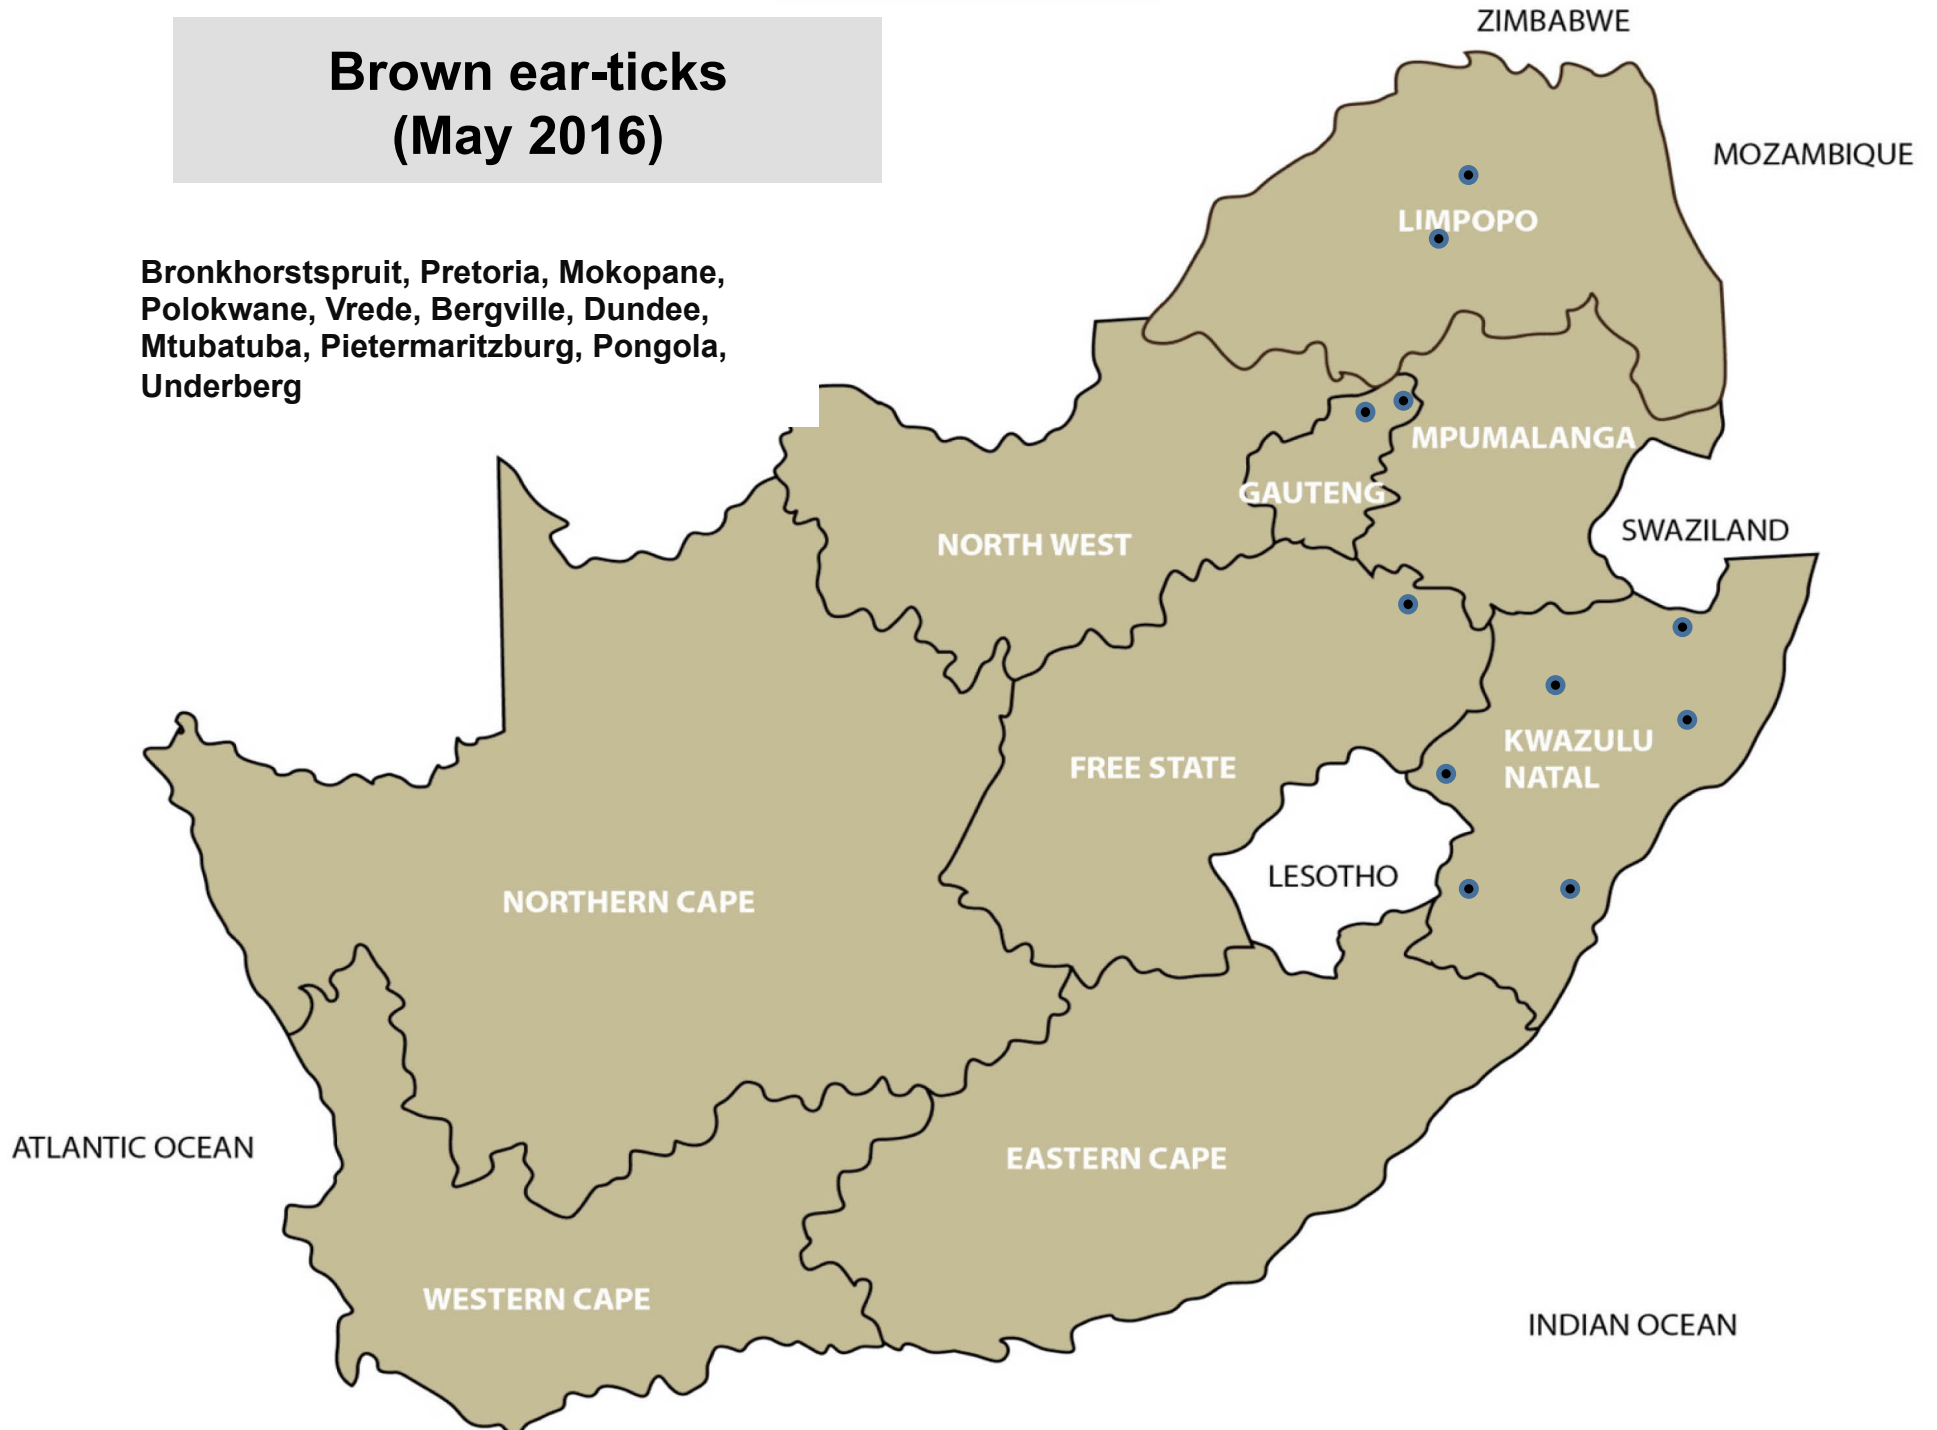 Brown ear-ticks
(May 2016)
Bronkhorstspruit, Pretoria, Mokopane,
Polokwane, Vrede, Bergville, Dundee,
Mtubatuba, Pietermaritzburg, Pongola,
Underberg
ZIMBABWE
MOZAMBIQUE
LIMPOPO
MPUMALANGA
GAUTENG
SWAZILAND
NORTH WEST
KWAZULU
NATAL
FREE STATE
LESOTHO
NORTHERN CAPE
ATLANTIC OCEAN
EASTERN CAPE
WESTERN CAPE
INDIAN OCEAN